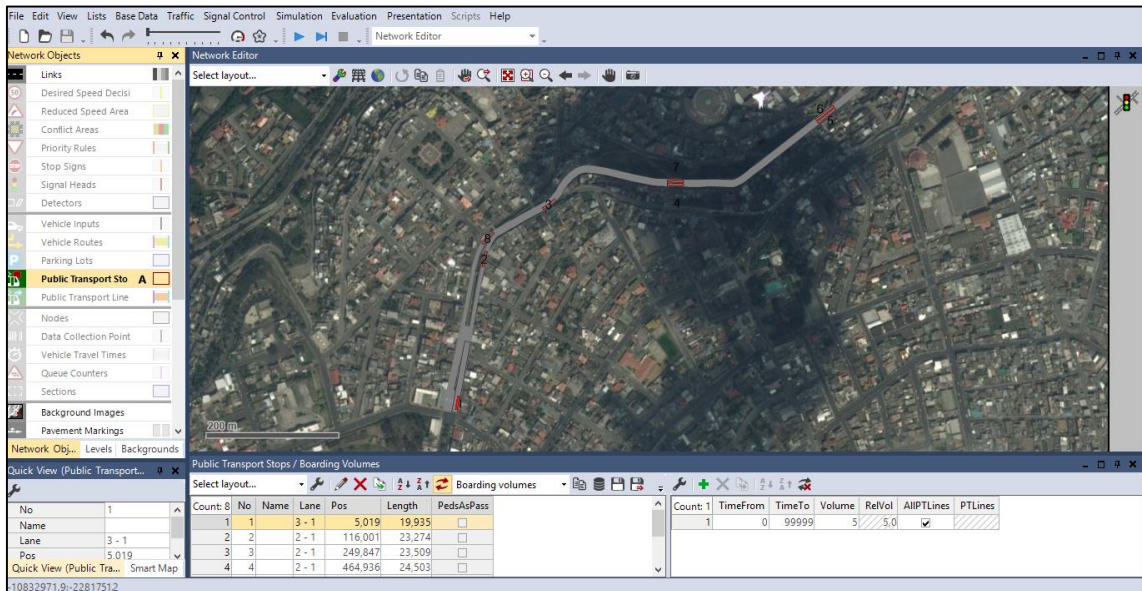 File Edit View Lists Base Data Traffic Signal Control Simulation Evaluation Presentation Scripts Help
Network Editor
Network Objects
Links
Desired Speed Decisi
Reduced Speed Area
Conflict Areas
Priority Rules
Stop Signs
Signal Heads
Detectors
Vehicle Inputs
Vehicle Routes
Parking Lots
Public Transport Sto A
Public Transport Line
Nodes
Data Collection Point
Vehicle Travel Times
Queue Counters
Sections
Background Images
Pavement Markings
Network Obj... Levels Backgrounds
Network Editor
Select layout...
6
5
7
4
3
8
2
200 m
Quick View (Public Transport...
No 1
Name
Lane 3 - 1
Pos 5.019
Quick View (Public Tra... Smart Map
Public Transport Stops / Boarding Volumes
Select layout... Boarding volumes
Count: 8 No Name Lane Pos Length PedsAsPass
1 1 3 - 1 5,019 19,935
2 2 2 - 1 116,001 23,274
3 3 2 - 1 249,847 23,509
4 4 2 - 1 464,936 24,503
Count: 1 TimeFrom TimeTo Volume RelVol AllPTLines PTLines
1 0 99999 5 5,0
-10832971,9:-2281751,2